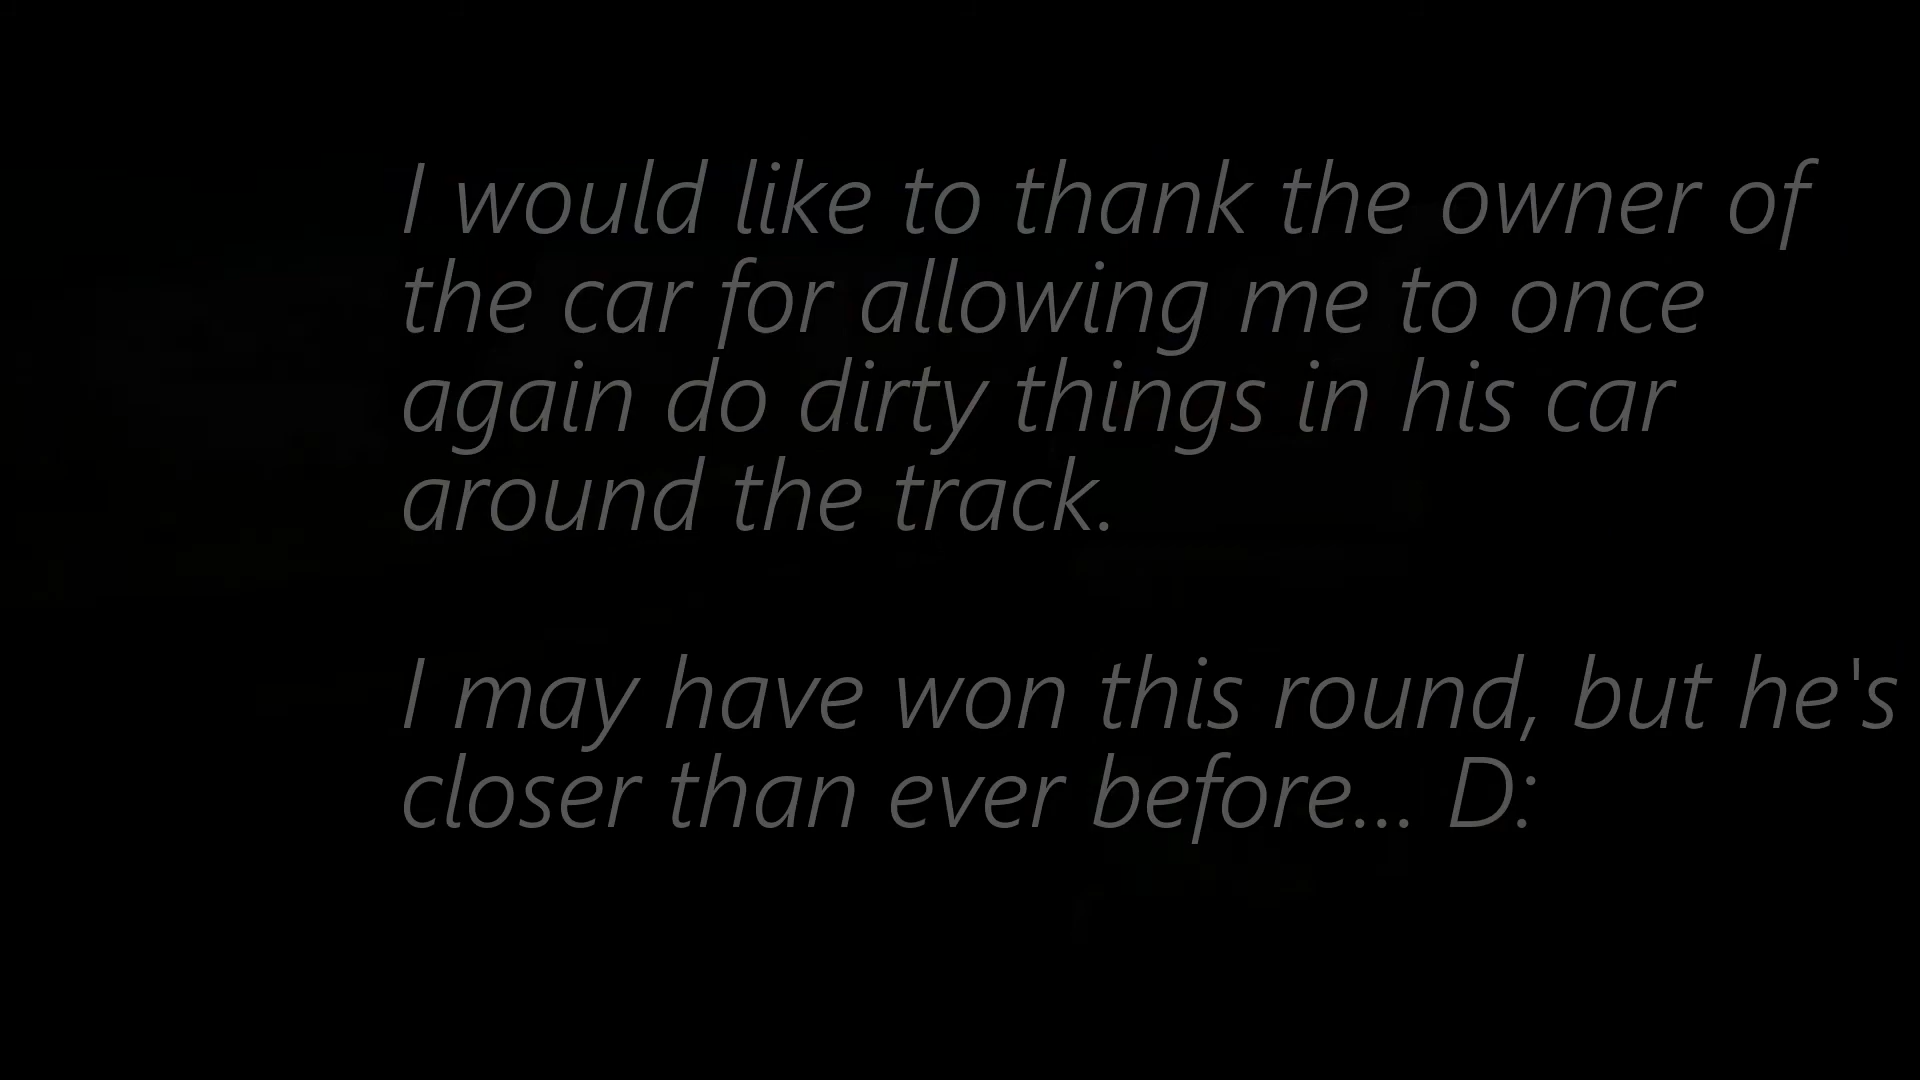 I would like to thank the owner of
the car for allowing me to once
again do dirty things in his car
around the track.
I may have won this round, but he's
closer than ever before... D: